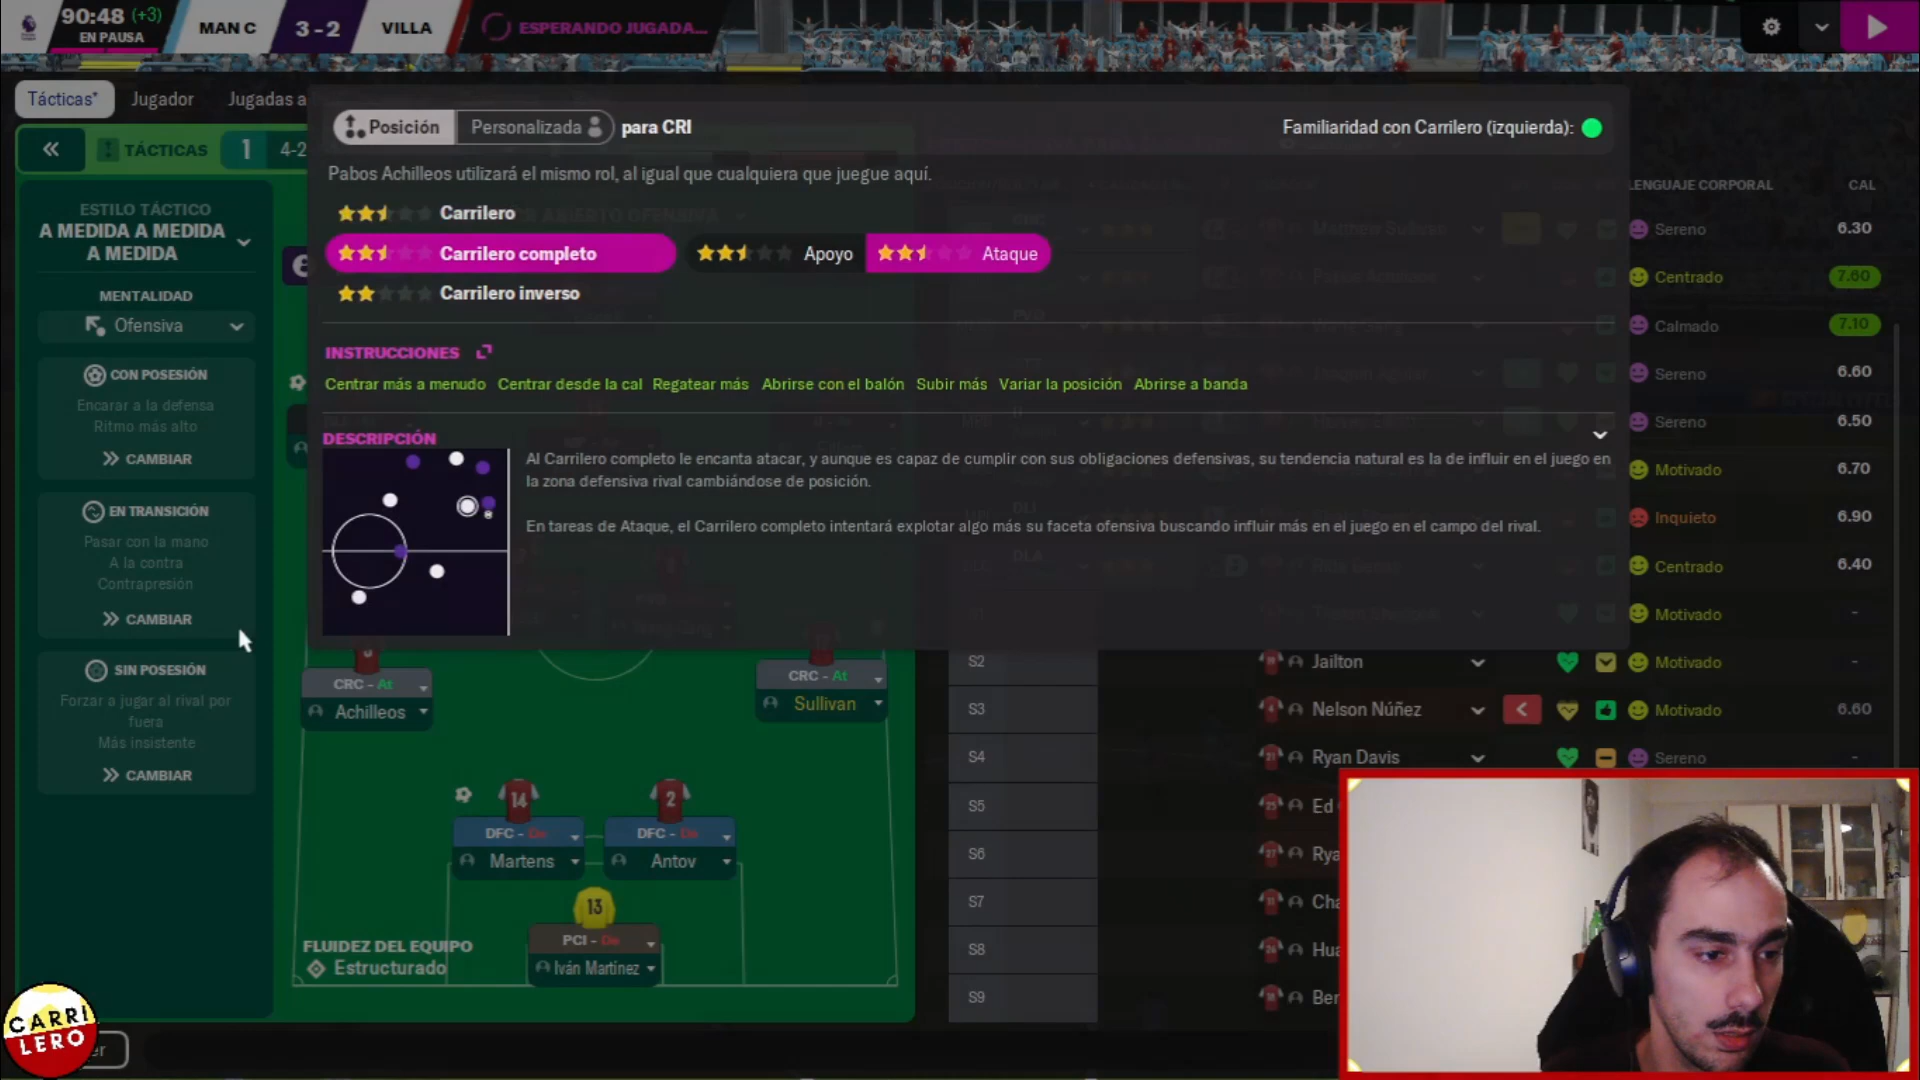 90:48 (+3)
EN PAUSA
MAN C
3 - 2
VILLA
ESPERANDO JUGADA...
Tácticas*
Jugador
Jugadas a
Posición
Personalizada
para CRI
Familiaridad con Carrilero (izquierda):
TÁCTICAS
1
4-2
Pabos Achilleos utilizará el mismo rol, al igual que cualquiera que juegue aquí.
LENGUAJE CORPORAL
CAL
ESTILO TÁCTICO
A MEDIDA A MEDIDA
A MEDIDA
Carrilero
Carrilero completo
Apoyo
Ataque
Carrilero inverso
MENTALIDAD
Ofensiva
INSTRUCCIONES
Centrar más a menudo
Centrar desde la cal
Regatear más
Abrirse con el balón
Subir más
Variar la posición
Abrirse a banda
CON POSESIÓN
Encarar a la defensa
Ritmo más alto
CAMBIAR
DESCRIPCIÓN
Al Carrilero completo le encanta atacar, y aunque es capaz de cumplir con sus obligaciones defensivas, su tendencia natural es la de influir en el juego en
la zona defensiva rival cambiándose de posición.
En tareas de Ataque, el Carrilero completo intentará explotar algo más su faceta ofensiva buscando influir más en el juego en el campo del rival.
EN TRANSICIÓN
Pasar con la mano
A la contra
Contrapresión
CAMBIAR
SIN POSESIÓN
Forzar a jugar al rival por
fuera
Más insistente
CAMBIAR
Sereno
6.30
Centrado
7.60
Calmado
7.10
Sereno
6.60
Sereno
6.50
Motivado
6.70
Inquieto
6.90
Centrado
6.40
Motivado
-
S2
Jailton
Motivado
-
S3
Nelson Núñez
Motivado
6.60
S4
Ryan Davis
Sereno
-
S5
Ed
S6
Rya
S7
Cha
S8
Hua
S9
Ber
CRC - At
Achilleos
CRC - At
Sullivan
14
DFC - De
Martens
2
DFC - De
Antov
13
PCI - De
Iván Martínez
FLUIDEZ DEL EQUIPO
Estructurado
CARRI
LERO
er